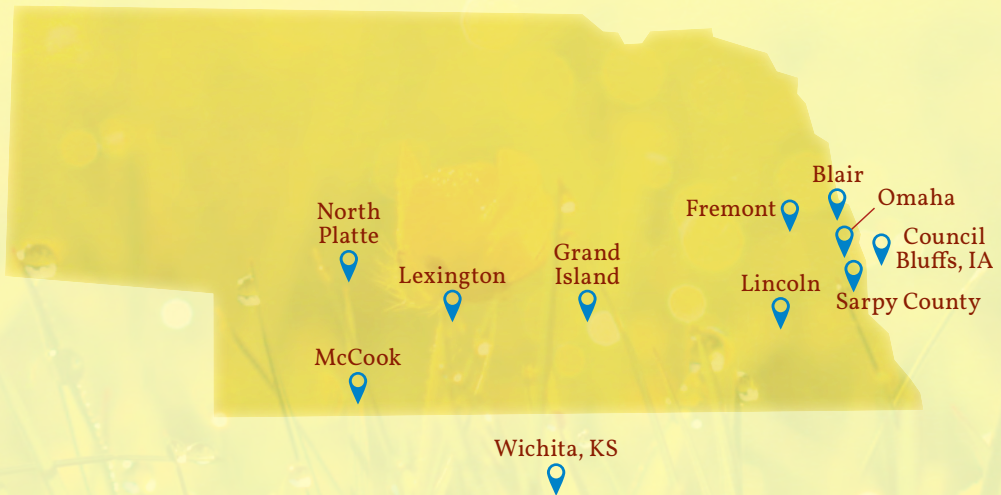 Blair
Omaha
Fremont
Council
Bluffs, IA
North
Platte
Grand
Island
Lexington
Lincoln
Sarpy County
McCook
Wichita, KS